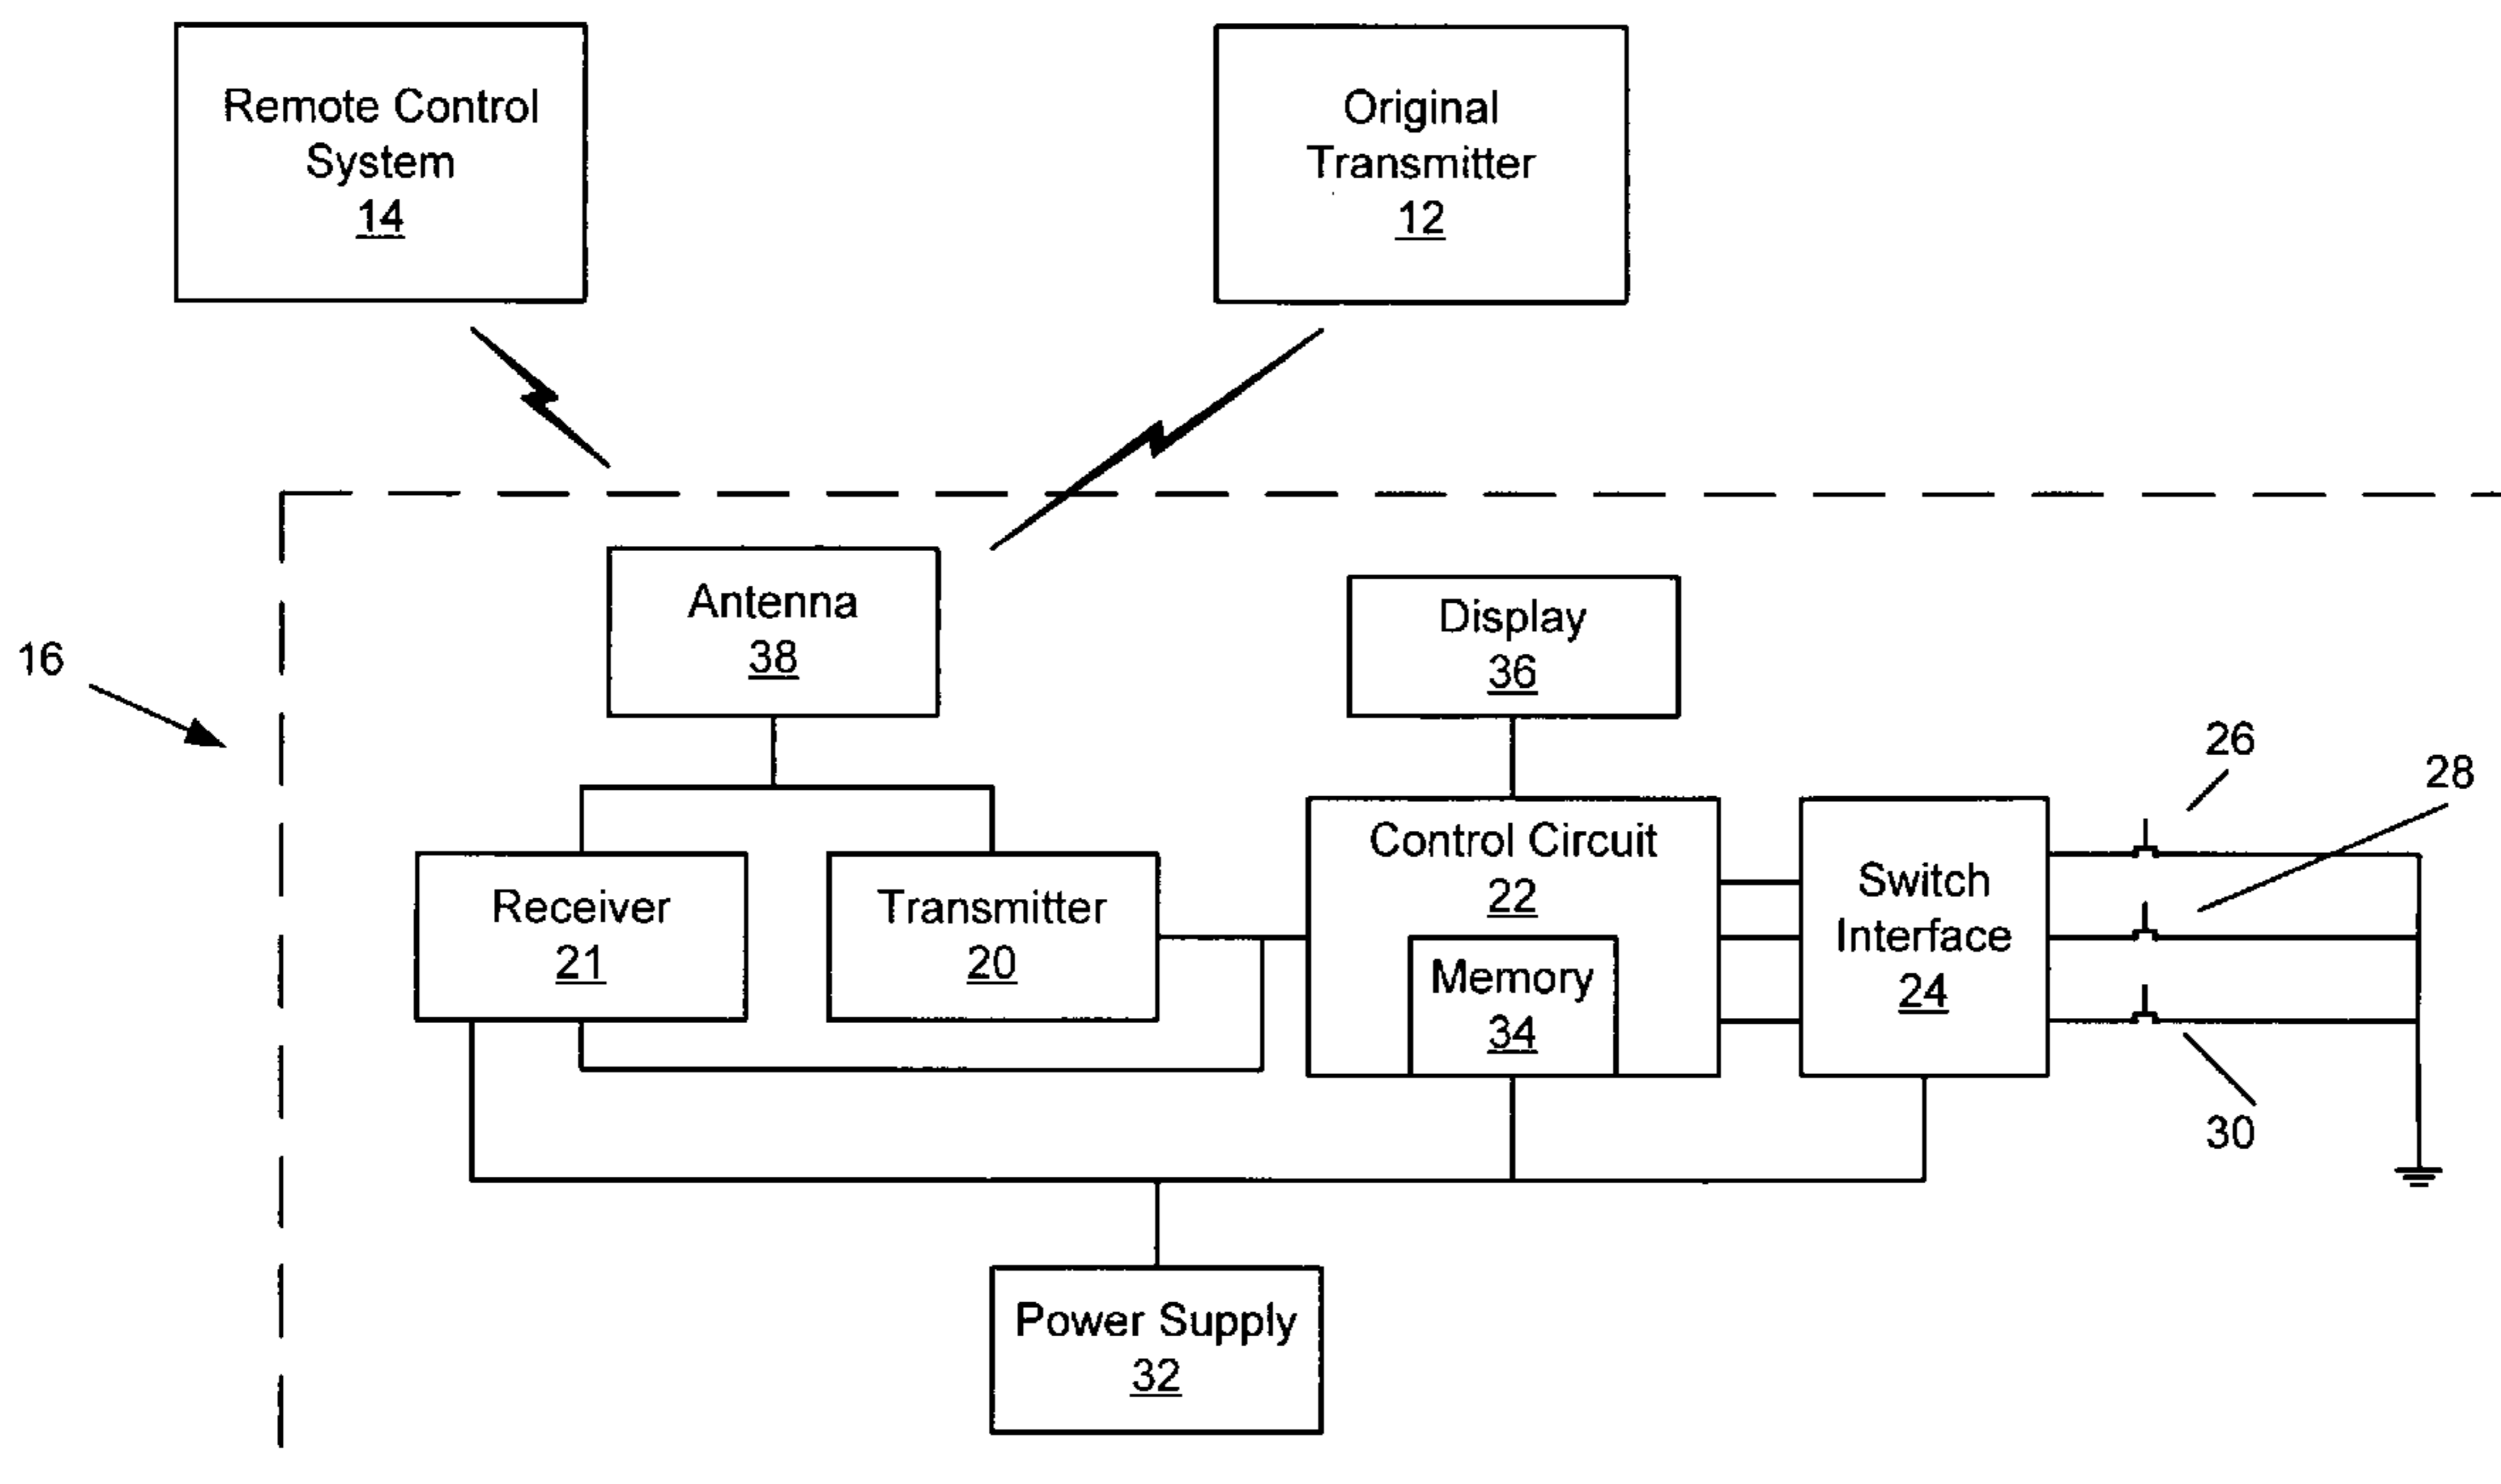 Remote Control
System
14
Original
Transmitter
12
16
Antenna
38
Display
36
26
28
Receiver
21
Transmitter
20
Control Circuit
22
Memory
34
Switch
Interface
24
30
Power Supply
32